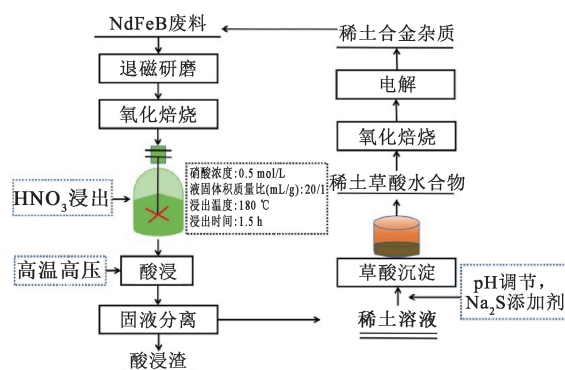 NdFeB废料
退磁研磨
氧化焙烧
HNO₃浸出
硝酸浓度:0.5 mol/L
液固体积质量比(mL/g):20/1
浸出温度:180 ℃
浸出时间:1.5 h
高温高压
酸浸
固液分离
酸浸渣
稀土合金杂质
电解
氧化焙烧
稀土草酸水合物
草酸沉淀
pH调节，
Na₂S添加剂
稀土溶液